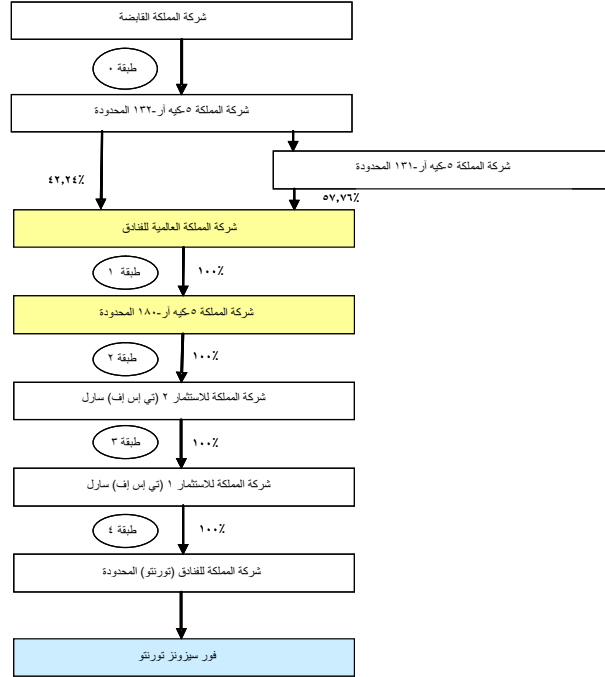 شركة المملكة القابضة
طبقة ٠
شركة المملكة ٥-كيه آر-١٣٢ المحدودة
شركة المملكة ٥-كيه آر-١٣١ المحدودة
٤٢,٢٤٪
٥٧,٧٦٪
شركة المملكة العالمية للفنادق
طبقة ١
١٠٠٪
شركة المملكة ٥-كيه آر-١٨٠ المحدودة
طبقة ٢
١٠٠٪
شركة المملكة للاستثمار ٢ (تي إس إف) سارل
طبقة ٣
١٠٠٪
شركة المملكة للاستثمار ١ (تي إس إف) سارل
طبقة ٤
١٠٠٪
شركة المملكة للفنادق (تورنتو) المحدودة
فور سيزونز تورنتو